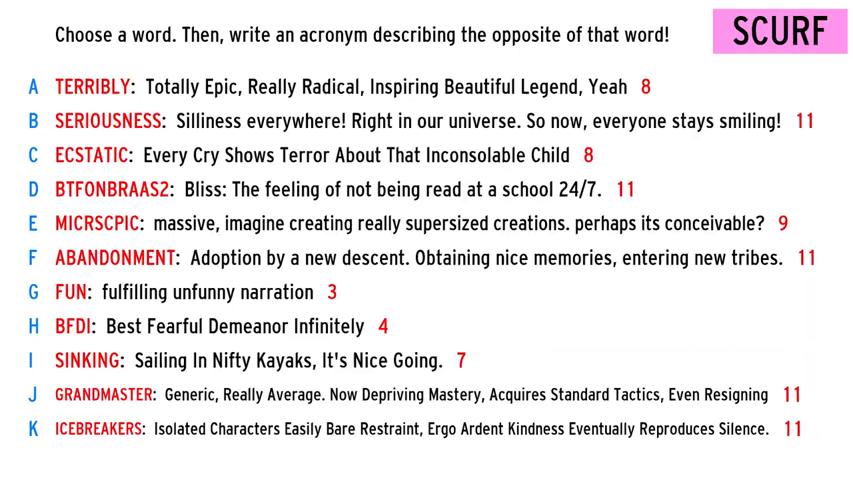 Choose a word. Then, write an acronym describing the opposite of that word!
SCURF
A TERRIBLY: Totally Epic, Really Radical, Inspiring Beautiful Legend, Yeah 8
B SERIOUSNESS: Silliness everywhere! Right in our universe. So now, everyone stays smiling! 11
C ECSTATIC: Every Cry Shows Terror About That Inconsolable Child 8
D BTFONBRAAS2: Bliss: The feeling of not being read at a school 24/7. 11
E MICRSCPIC: massive, imagine creating really supersized creations. perhaps its conceivable? 9
F ABANDONMENT: Adoption by a new descent. Obtaining nice memories, entering new tribes. 11
G FUN: fulfilling unfunny narration 3
H BFDI: Best Fearful Demeanor Infinitely 4
I SINKING: Sailing In Nifty Kayaks, It's Nice Going. 7
J GRANDMASTER: Generic, Really Average. Now Depriving Mastery, Acquires Standard Tactics, Even Resigning 11
K ICEBREAKERS: Isolated Characters Easily Bare Restraint, Ergo Ardent Kindness Eventually Reproduces Silence. 11